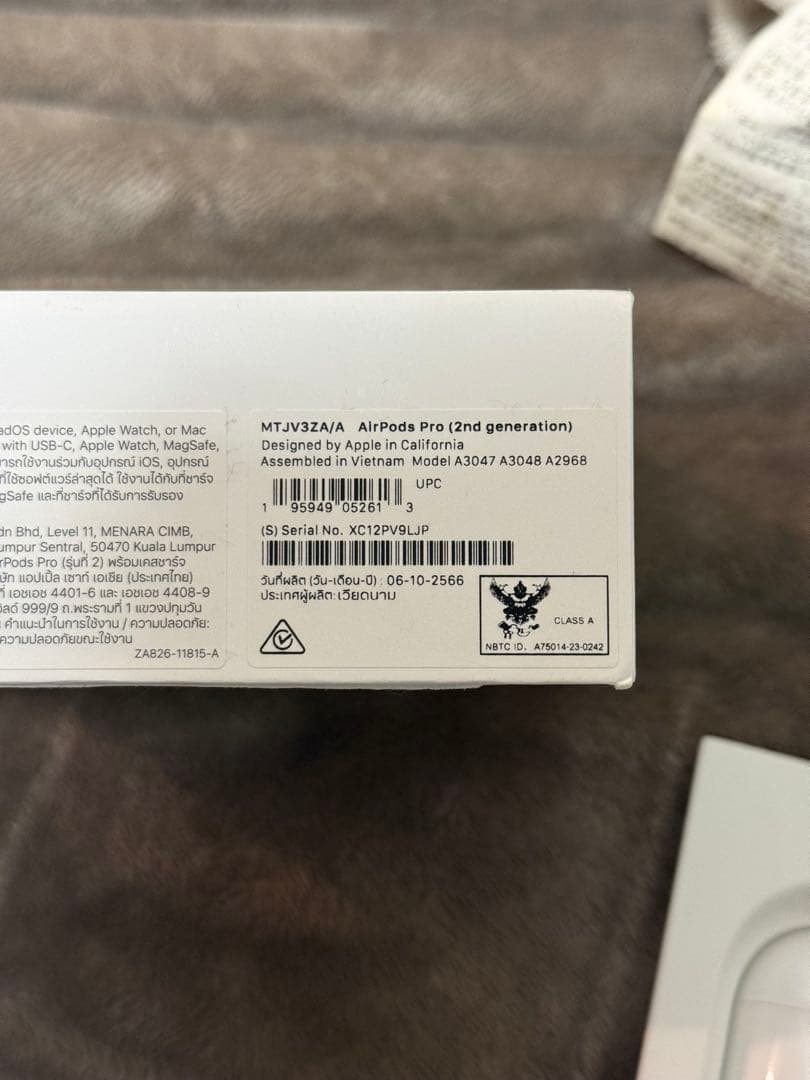 adOS device, Apple Watch, or Mac
with USB-C, Apple Watch, MagSafe,
ารถใช้งานร่วมกับอุปกรณ์ iOS, อุปกรณ์
ที่ใช้ซอฟต์แวร์ล่าสุดได้ ใช้งานได้กับที่ชาร์จ
gSafe และที่ชาร์จที่ได้รับการรับรอง
dn Bhd, Level 11, MENARA CIMB,
umpur Sentral, 50470 Kuala Lumpur
rPods Pro (รุ่นที่ 2) พร้อมเคสชาร์จ
ษัท แอปเปิ้ล เซาท์ เอเชีย (ประเทศไทย)
ที่ เอชเอช 4401-6 และ เอชเอช 4408-9
วิลด์ 999/9 ถ.พระรามที่ 1 แขวงปทุมวัน
คำแนะนำในการใช้งาน / ความปลอดภัย:
ความปลอดภัยขณะใช้งาน
ZA826-11815-A
MTJV3ZA/A AirPods Pro (2nd generation)
Designed by Apple in California
Assembled in Vietnam Model A3047 A3048 A2968
UPC
1 95949 05261 3
(S) Serial No. XC12PV9LJP
วันที่ผลิต (วัน-เดือน-ปี) : 06-10-2566
ประเทศผู้ผลิต: เวียดนาม
CLASS A
NBTC ID. A75014-23-0242